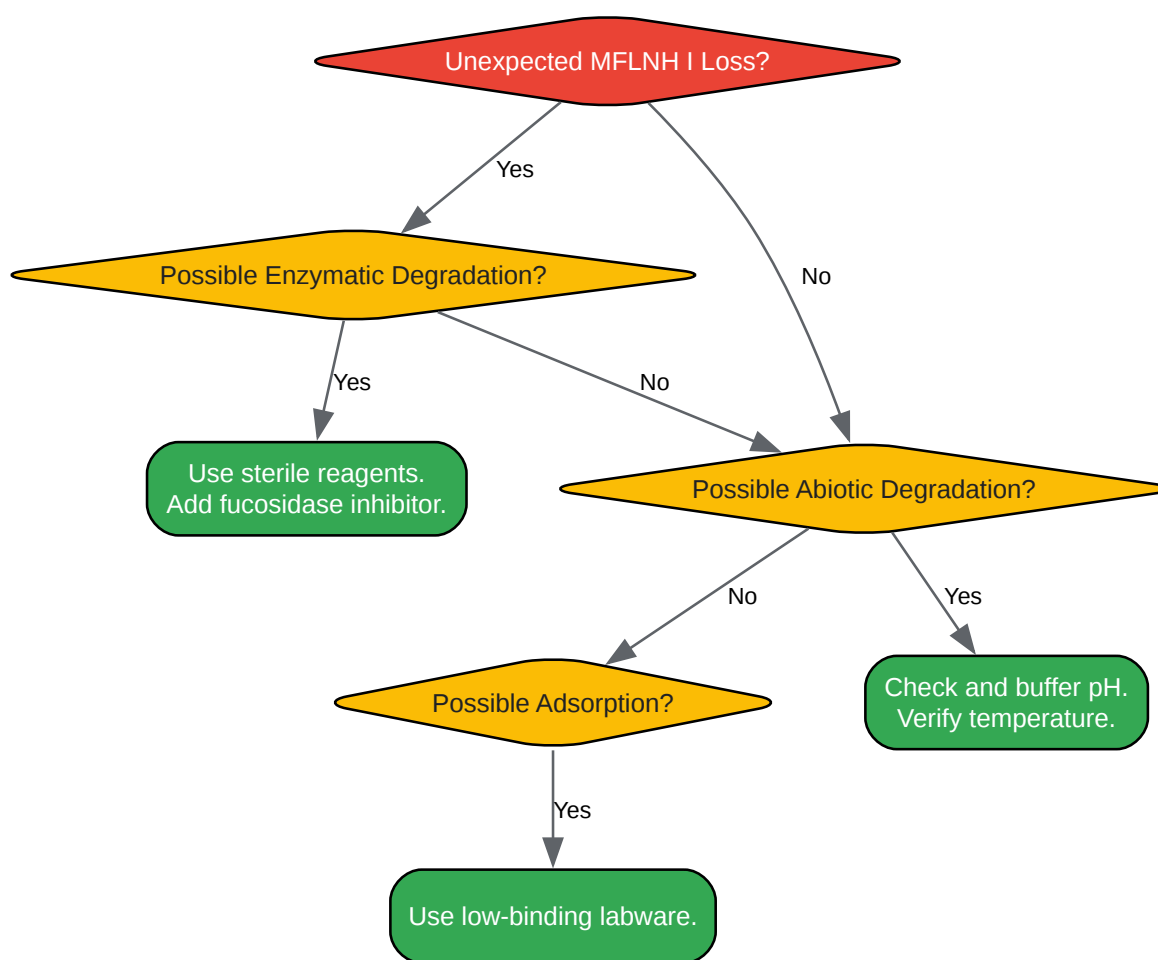 Unexpected MFLNH I Loss?
Yes
Possible Enzymatic Degradation?
No
Yes
No
Use sterile reagents.
Add fucosidase inhibitor.
Possible Abiotic Degradation?
No
Yes
Possible Adsorption?
Check and buffer pH.
Verify temperature.
Yes
Use low-binding labware.